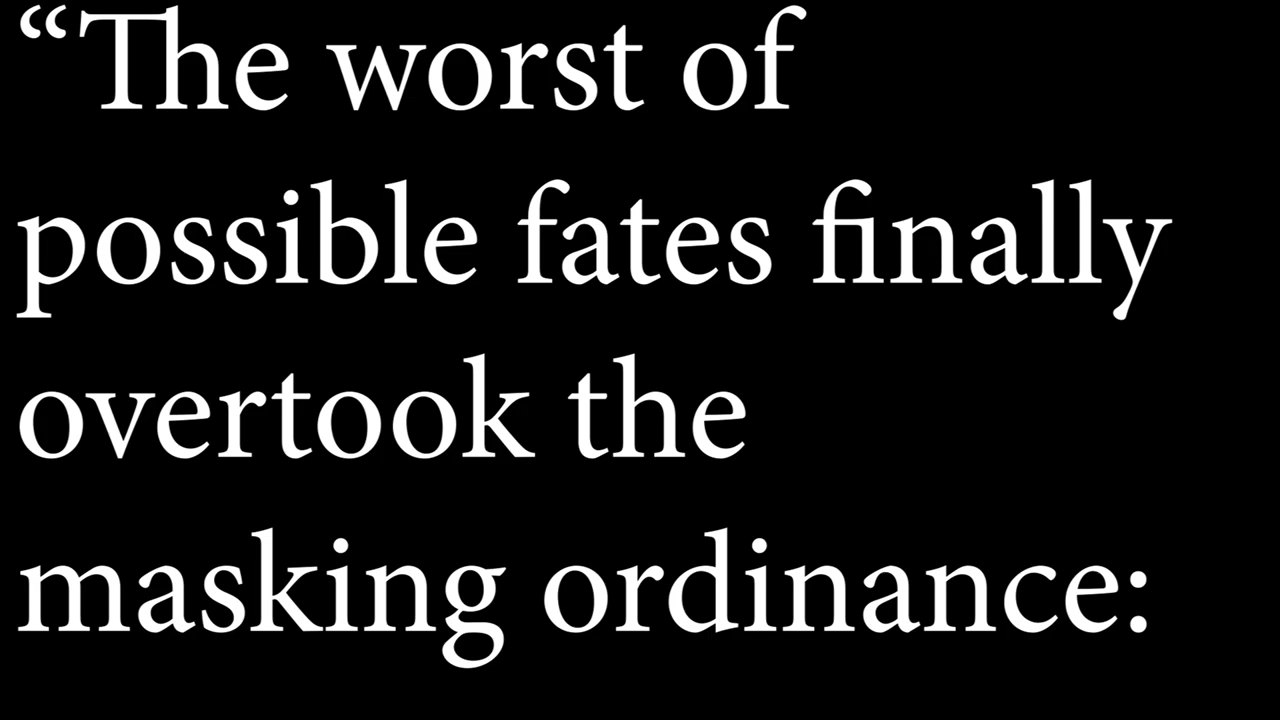 “The worst of
possible fates finally
overtook the
masking ordinance: